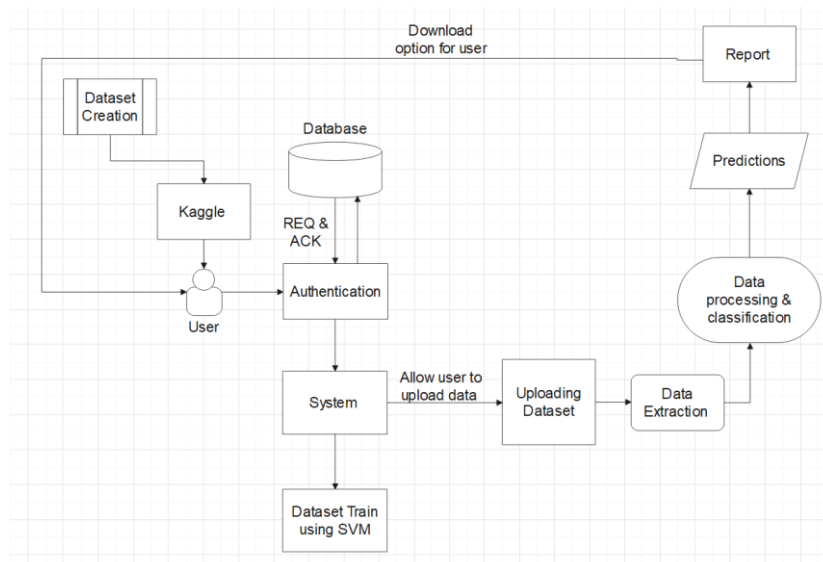 Download
option for user
Report
Dataset
Creation
Database
Predictions
Kaggle
REQ &
ACK
Authentication
User
Data
processing &
classification
System
Allow user to
upload data
Uploading
Dataset
Data
Extraction
Dataset Train
using SVM